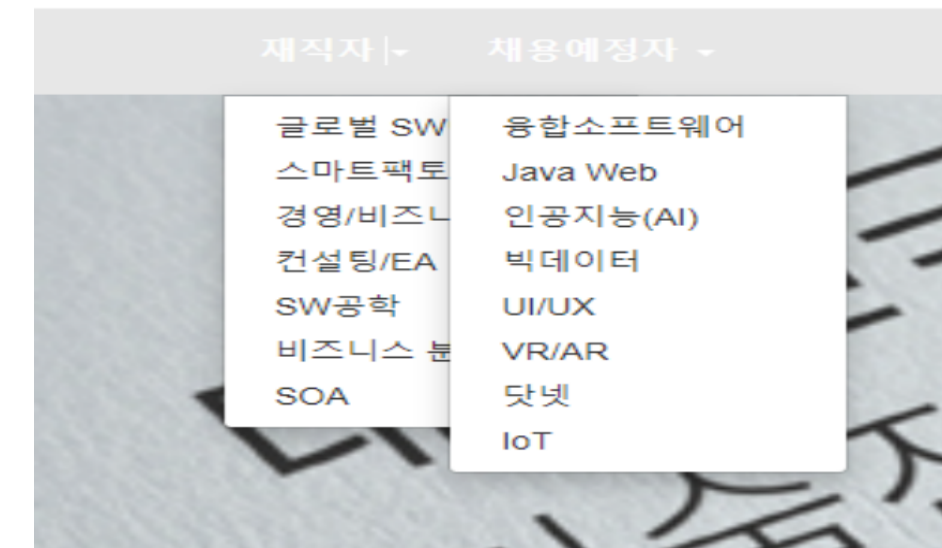 재직자 채용예정자
글로벌 SW
스마트팩토
경영/비즈니
컨설팅/EA
SW공학
비즈니스
SOA
융합소프트웨어
Java Web
인공지능(AI)
빅데이터
UI/UX
VR/AR
닷넷
IoT